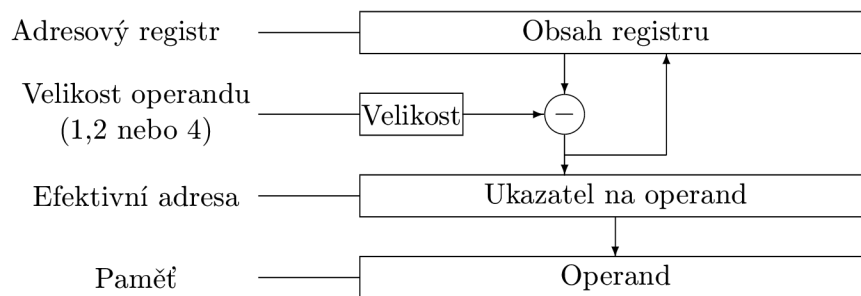 Adresový registr
Obsah registru
Velikost operandu
(1,2 nebo 4)
Velikost
−
Efektivní adresa
Ukazatel na operand
Paměť
Operand